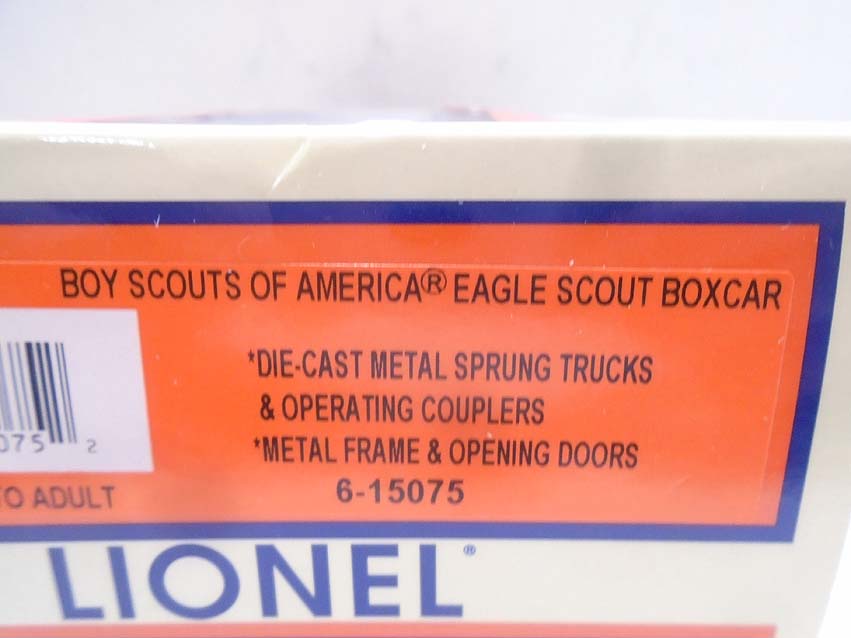 BOY SCOUTS OF AMERICA® EAGLE SCOUT BOXCAR
*DIE-CAST METAL SPRUNG TRUCKS
& OPERATING COUPLERS
*METAL FRAME & OPENING DOORS
075 2
TO ADULT
6-15075
LIONEL®